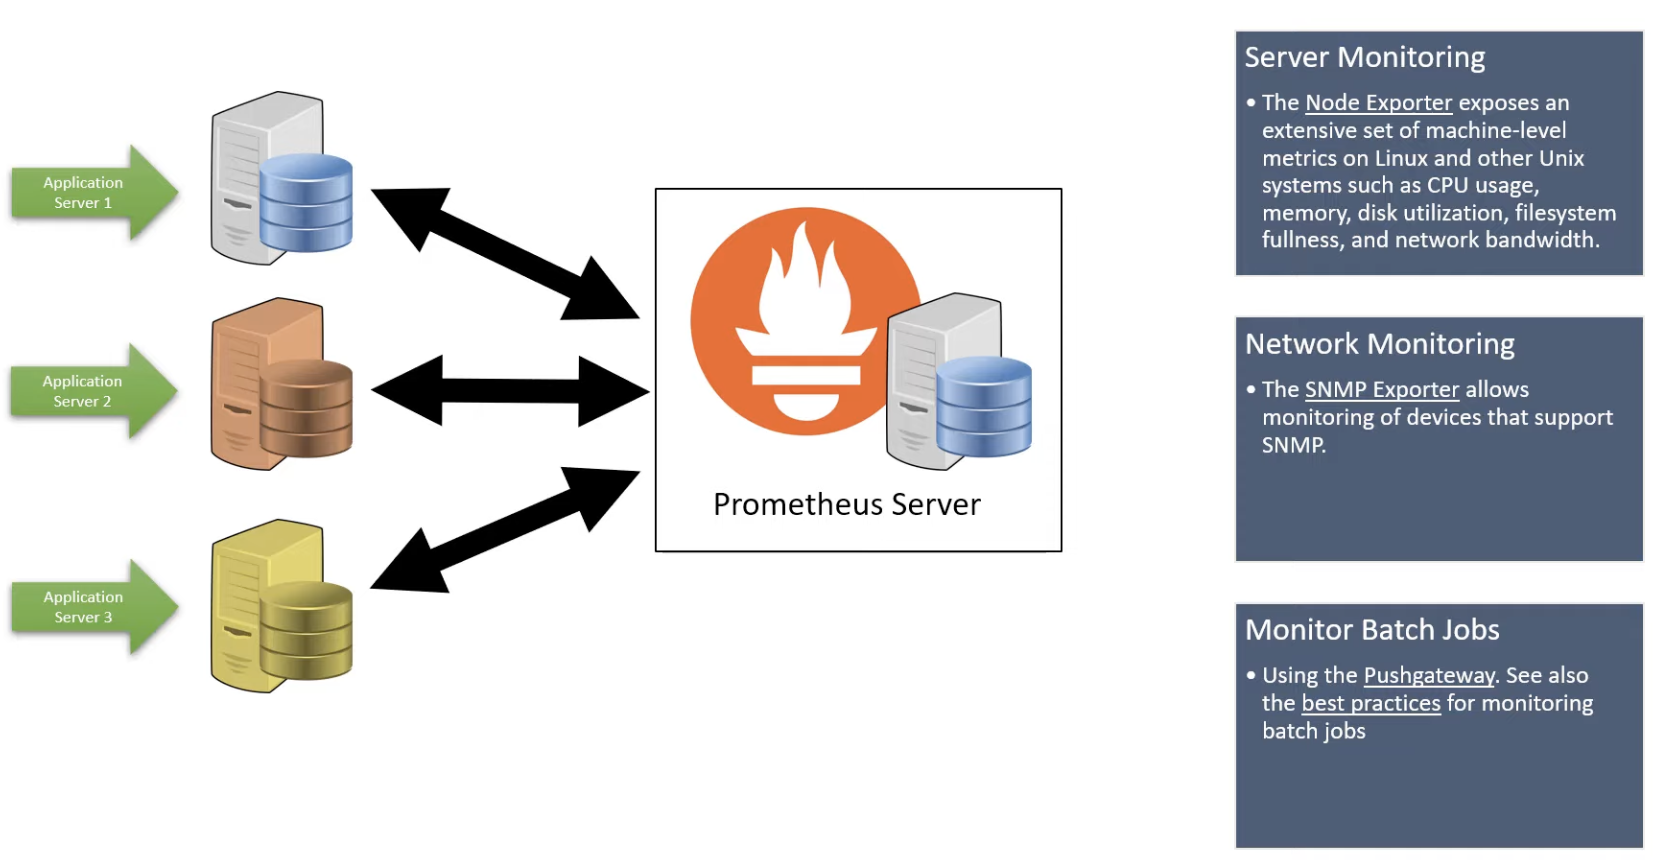 Application
Server 1
Application
Server 2
Application
Server 3
Prometheus Server
Server Monitoring
• The Node Exporter exposes an
extensive set of machine-level
metrics on Linux and other Unix
systems such as CPU usage,
memory, disk utilization, filesystem
fullness, and network bandwidth.
Network Monitoring
• The SNMP Exporter allows
monitoring of devices that support
SNMP.
Monitor Batch Jobs
• Using the Pushgateway. See also
the best practices for monitoring
batch jobs